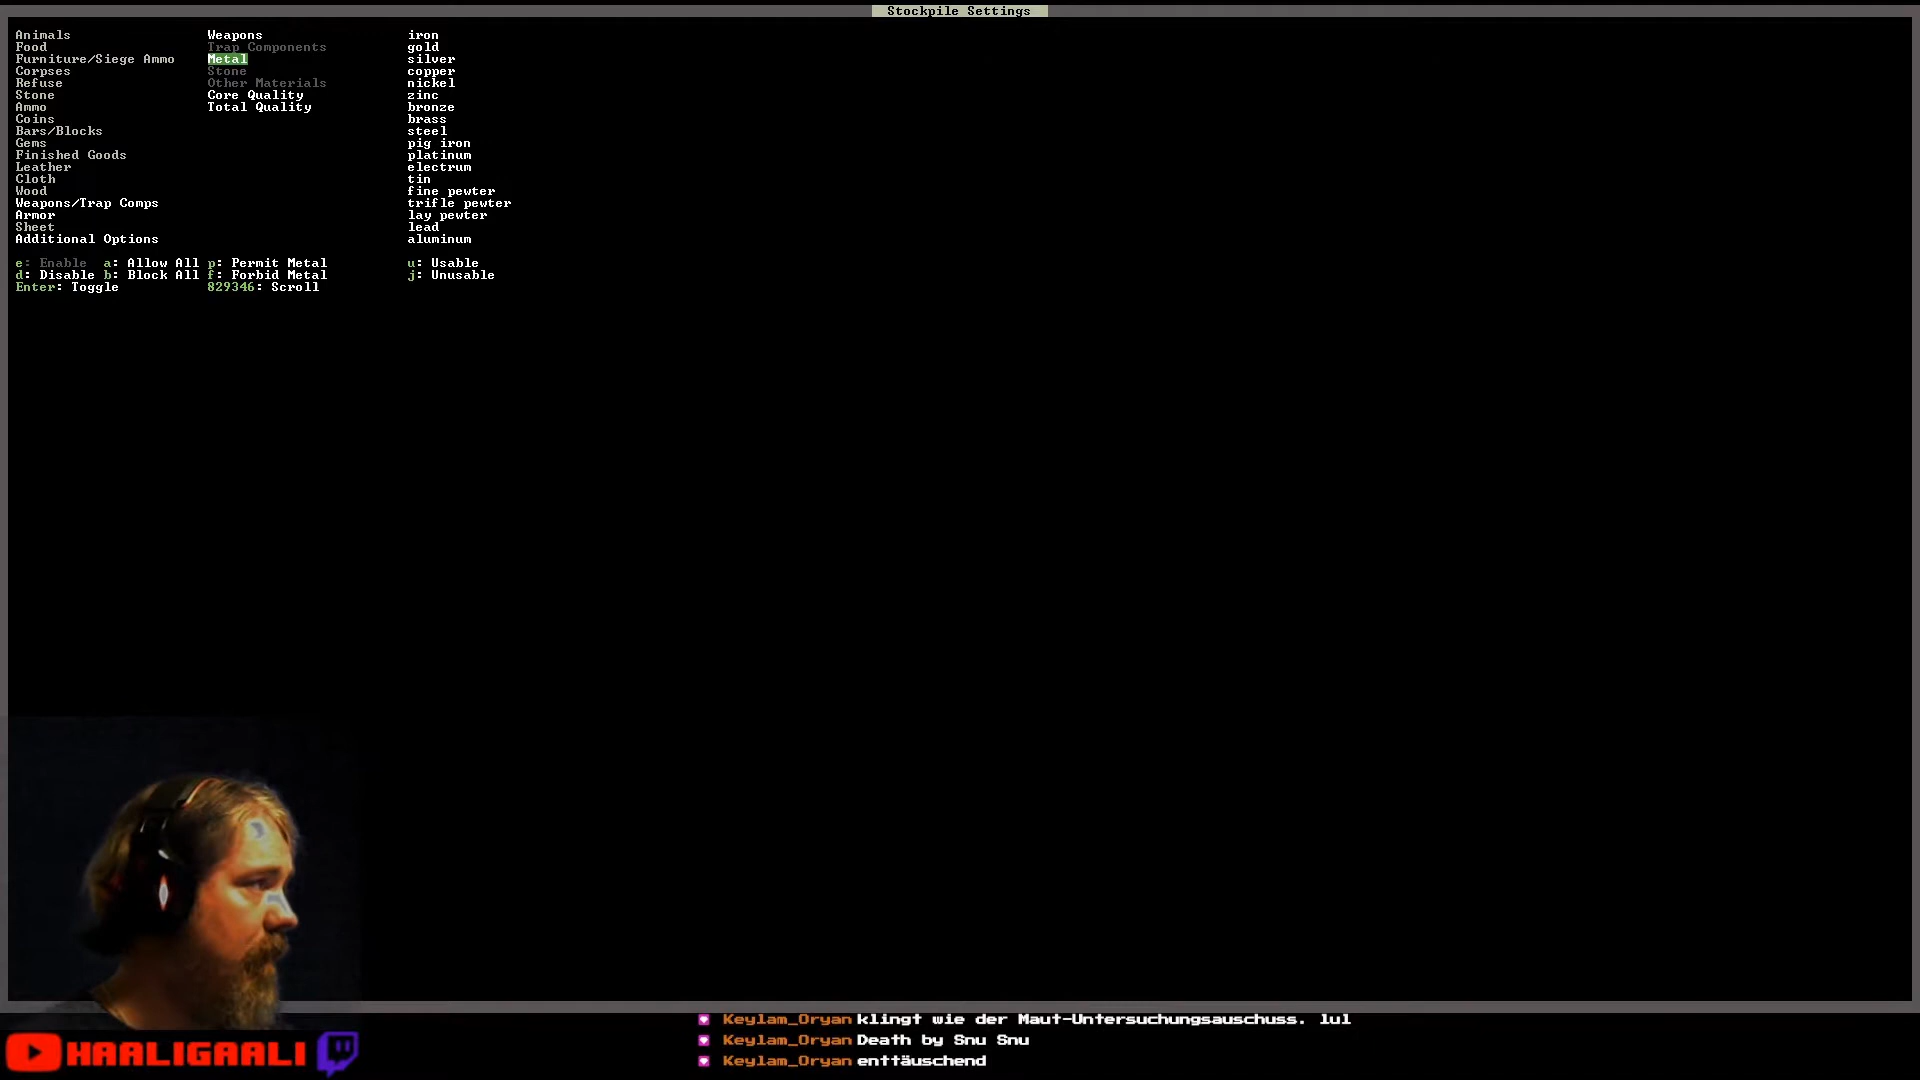 Stockpile Settings
Animals Weapons iron
Food Trap Components gold
Furniture/Siege Ammo Metal silver
Corpses Stone copper
Refuse Other Materials nickel
Stone Core Quality zinc
Ammo Total Quality bronze
Coins brass
Bars/Blocks steel
Gems pig iron
Finished Goods platinum
Leather electrum
Cloth tin
Wood fine pewter
Weapons/Trap Comps trifle pewter
Armor lay pewter
Sheet lead
Additional Options aluminum
e: Enable a: Allow All p: Permit Metal u: Usable
d: Disable b: Block All f: Forbid Metal j: Unusable
Enter: Toggle 829346: Scroll
Keylam_Oryan klingt wie der Maut-Untersuchungsauschuss. lul
Keylam_Oryan Death by Snu Snu
Keylam_Oryan enttäuschend
HAALIGAALI